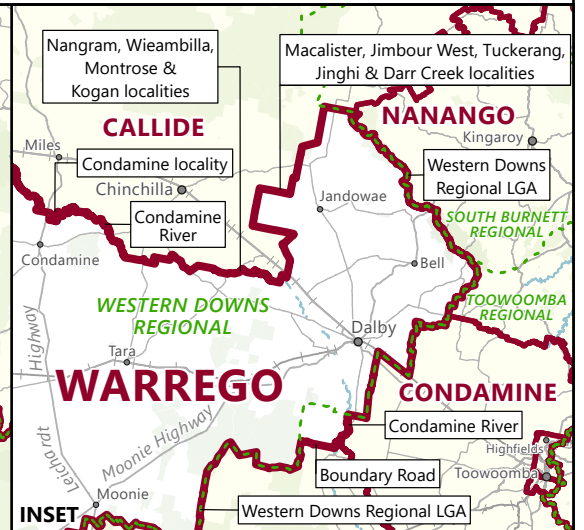 Nangram, Wieambilla,
Montrose &
Kogan localities
Macalister, Jimbour West, Tuckerang,
Jinghi & Darr Creek localities
CALLIDE
NANANGO
Miles
Kingaroy
Condamine locality
Western Downs
Regional LGA
Chinchilla
Jandowae
Condamine
River
SOUTH BURNETT
REGIONAL
Condamine
Bell
WESTERN DOWNS
REGIONAL
TOOWOOMBA
REGIONAL
Dalby
Tara
WARREGO
CONDAMINE
Leichardt Highway
Moonie Highway
Condamine River
Highfields
Boundary Road
Toowoomba
Moonie
Western Downs Regional LGA
INSET